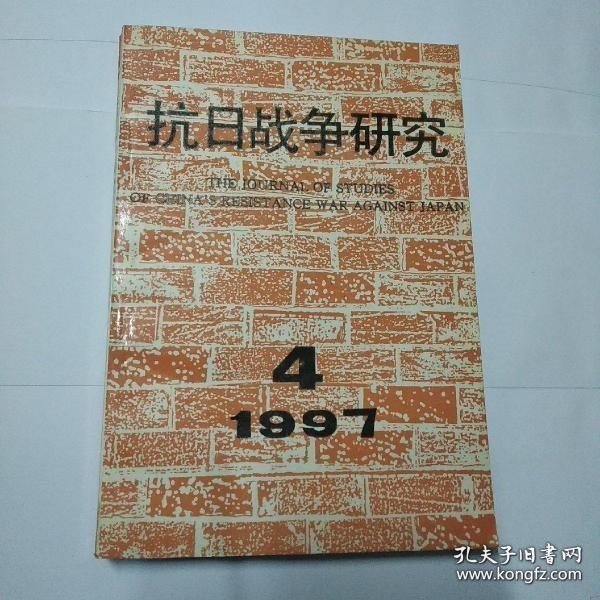 抗日战争研究
THE JOURNAL OF STUDIES
OF CHINA'S RESISTANCE WAR AGAINST JAPAN
4
1997
孔夫子旧書网
www.kongfz.com